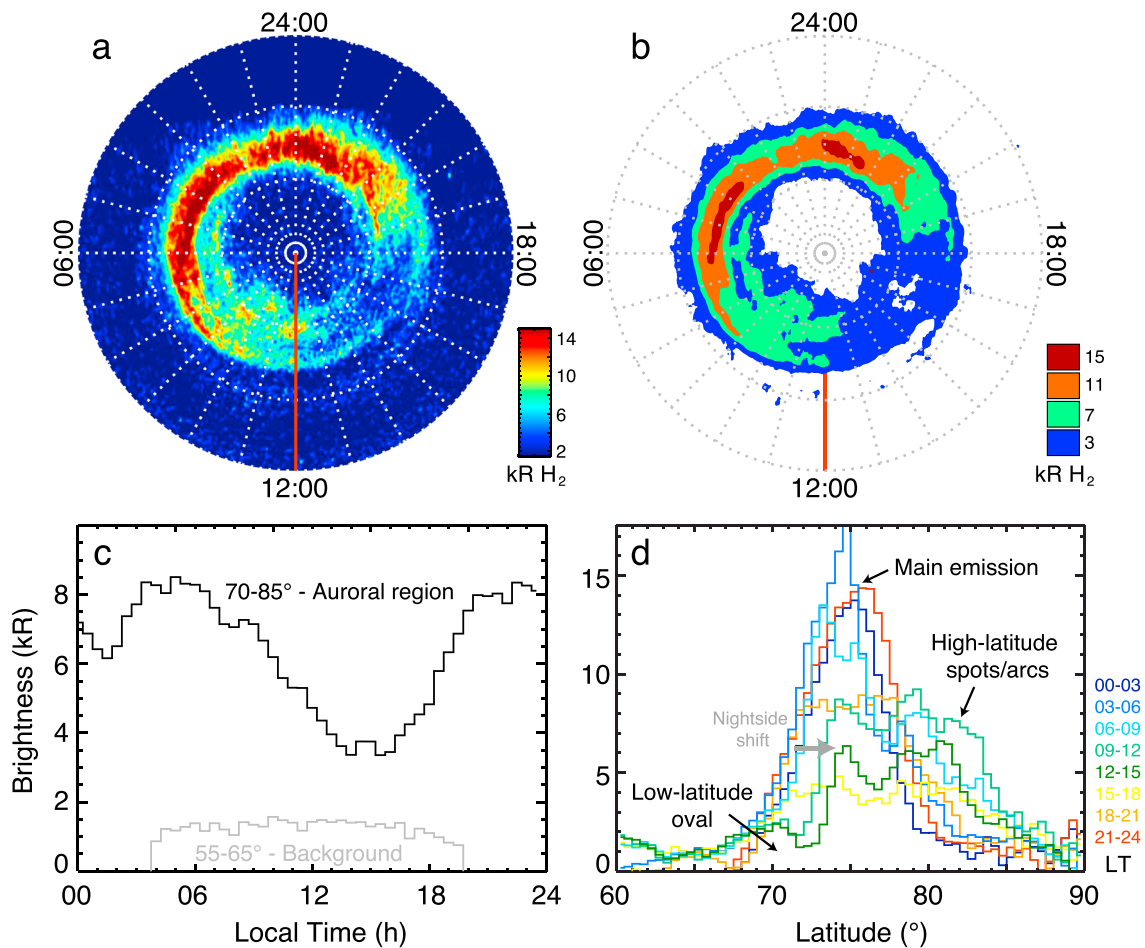 a
24:00
06:00
18:00
12:00
14
10
6
2
kR H₂
b
24:00
06:00
18:00
12:00
15
11
7
3
kR H₂
c
70-85° - Auroral region
55-65° - Background
8
6
4
2
0
Brightness (kR)
00
06
12
18
24
Local Time (h)
d
Main emission
High-latitude
spots/arcs
Nightside
shift
Low-latitude
oval
15
10
5
0
60
70
80
90
Latitude (°)
00-03
03-06
06-09
09-12
12-15
15-18
18-21
21-24
LT